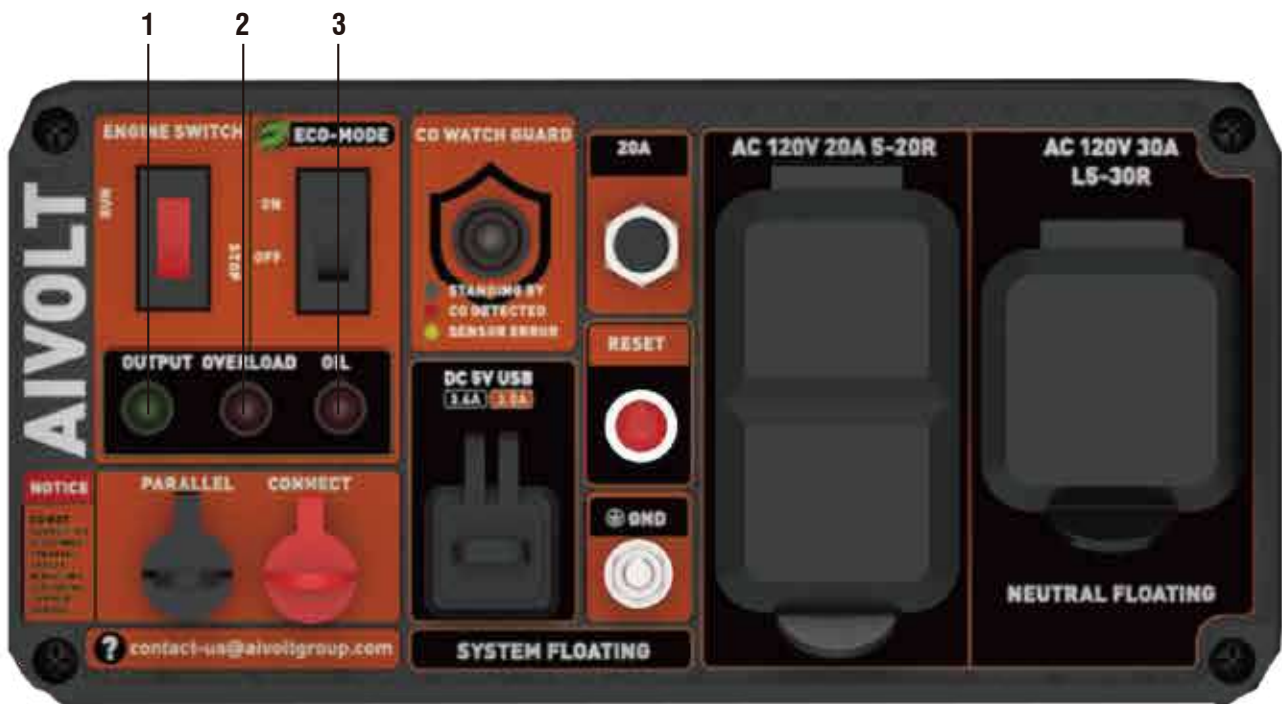 1 2 3
AIVOLT
ENGINE SWITCH
RUN
STOP
ECO-MODE
ON
OFF
OUTPUT OVERLOAD OIL
CO WATCH GUARD
STANDING BY
CO DETECTED
SENSOR ERROR
DC 5V USB
20A
RESET
GND
AC 120V 20A 5-20R
AC 120V 30A
L5-30R
NEUTRAL FLOATING
NOTICE
PARALLEL CONNECT
? contact-us@aivoltgroup.com
SYSTEM FLOATING